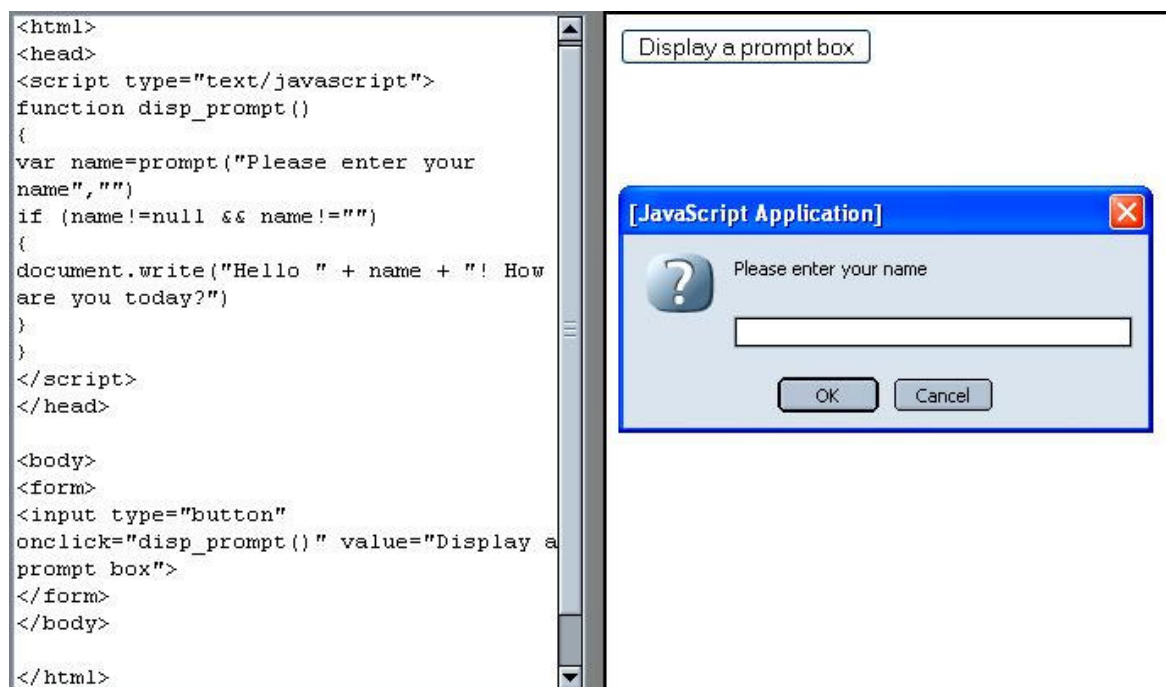 <html>
<head>
<script type="text/javascript">
function disp_prompt()
{
var name=prompt("Please enter your
name","")
if (name!=null && name!="")
{
document.write("Hello " + name + "! How
are you today?")
}
}
</script>
</head>

<body>
<form>
<input type="button"
onclick="disp_prompt()" value="Display a
prompt box">
</form>
</body>

</html>
Display a prompt box
[JavaScript Application]
Please enter your name
OK Cancel